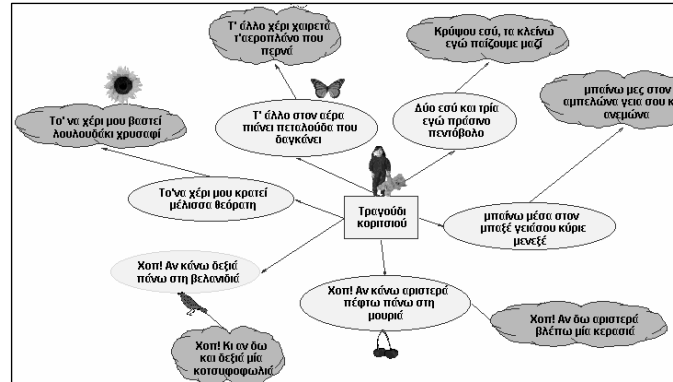 Τ' άλλο χέρι χαιρετά
τ'αεροπλάνο που
περνά
Κρύψου εσύ, τα κλείνω
εγώ παίζουμε μαζί
μπαίνω μες στον
αμπελώνα γεια σου κ
ανεμώνα
Το' να χέρι μου βαστεί
λουλουδάκι χρυσαφί
Τ' άλλο στον αέρα
πιάνει πεταλούδα που
δαγκάνει
Δύο εσύ και τρία
εγώ πράσινο
πεντόβολο
Το'να χέρι μου κρατεί
μέλισσα θεόρατη
Τραγούδι
κοριτσιού
μπαίνω μέσα στον
μπαξέ γειάσου κύριε
μενεξέ
Χοπ! Αν κάνω δεξιά
πάνω στη βελανιδιά
Χοπ! Αν κάνω αριστερά
πέφτω πάνω στη
μουριά
Χοπ! Κι αν δω
και δεξιά μία
κοτσυφοφωλιά
Χοπ! Αν δω αριστερά
βλέπω μία κερασιά